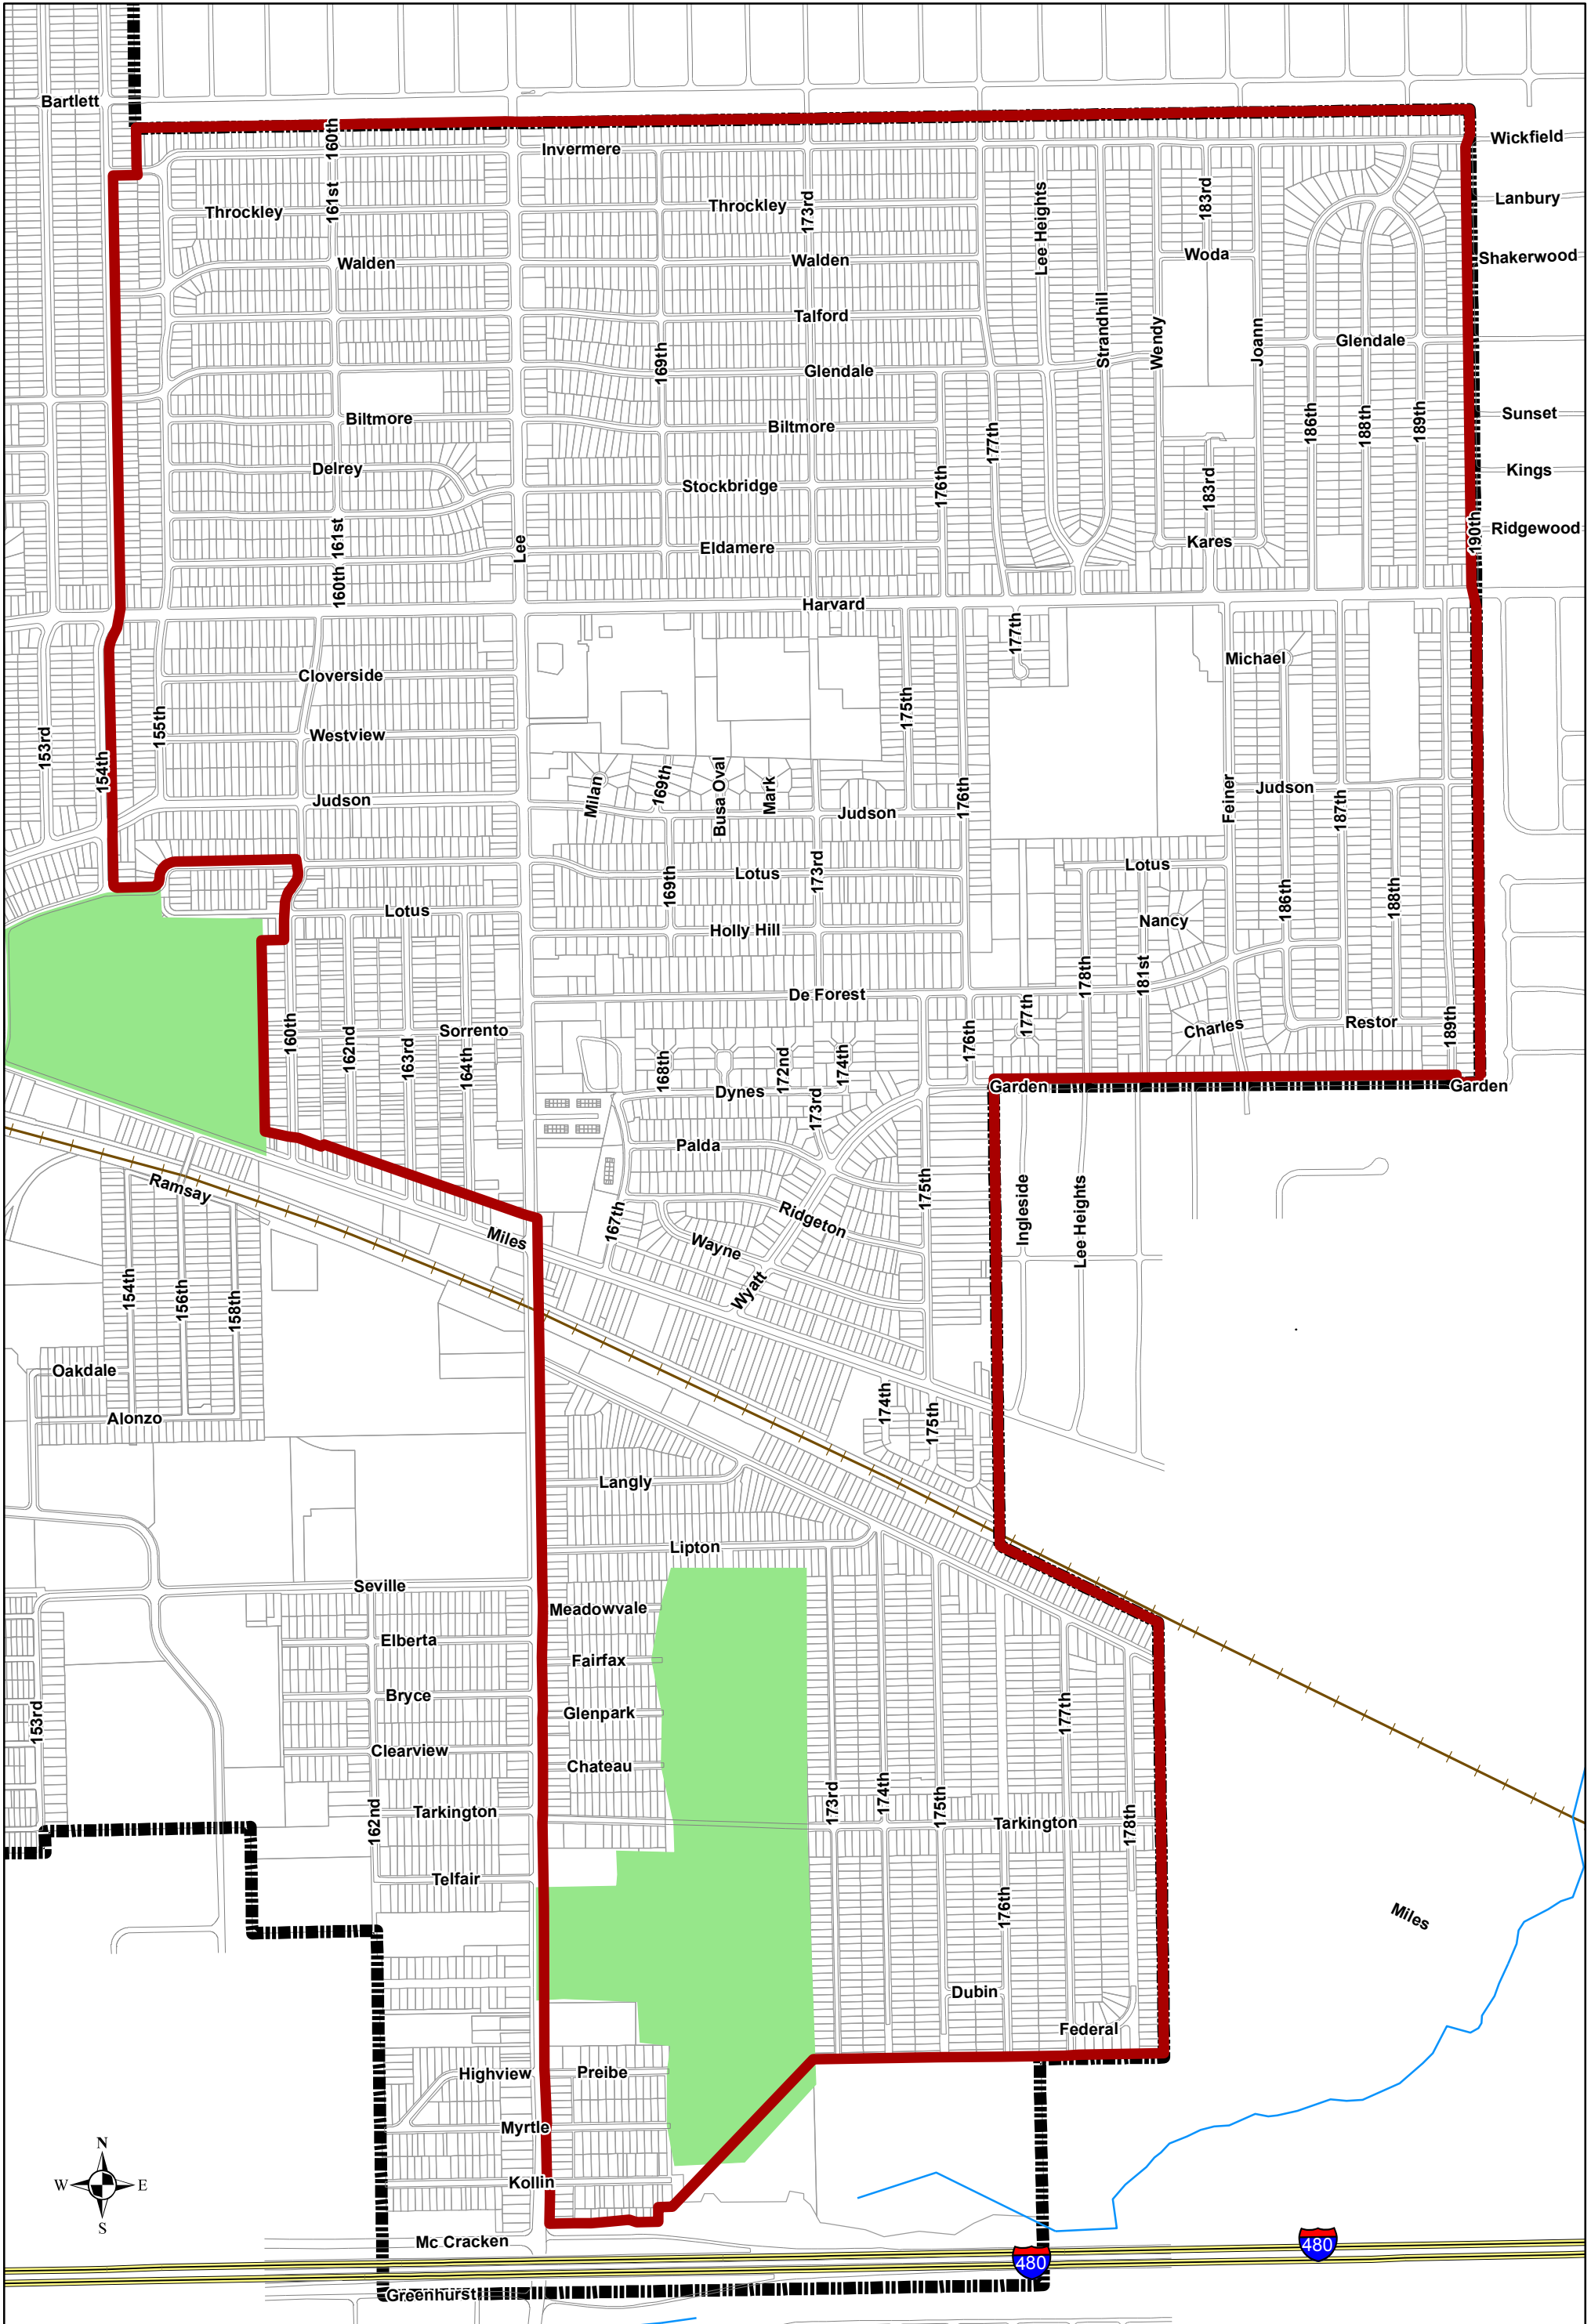 Bartlett
160th
Invermere
Wickfield
161st
Throckley
Throckley
173rd
Lee Heights
183rd
Lanbury
Walden
Walden
Woda
Shakerwood
Talford
Strandhill
Wendy
Joann
Glendale
169th
Glendale
Biltmore
Biltmore
177th
186th
188th
189th
Sunset
Delrey
Stockbridge
176th
183rd
Kings
161st
Lee
Eldamere
Kares
190th
Ridgewood
160th
Harvard
177th
Michael
Cloverside
153rd
154th
155th
Westview
175th
Judson
Milan
169th
Busa Oval
Mark
Judson
176th
Feiner
Judson
187th
Lotus
169th
Lotus
173rd
Lotus
186th
188th
Nancy
Holly Hill
De Forest
178th
181st
160th
162nd
163rd
Sorrento
164th
168th
172nd
174th
176th
177th
Charles
Restor
189th
Dynes
173rd
Garden
Garden
Palda
175th
Ramsay
Miles
167th
Wayne
Ridgeton
Wyatt
Ingleside
Lee Heights
154th
156th
158th
Oakdale
Alonzo
174th
175th
Langly
Lipton
Seville
Meadowvale
Elberta
Fairfax
Bryce
Glenpark
153rd
177th
Clearview
Chateau
162nd
Tarkington
173rd
174th
175th
Tarkington
178th
Telfair
176th
Miles
Dubin
Federal
Highview
Preibe
Myrtle
Kollin
N
W E
S
Mc Cracken
480
480
Greenhurst